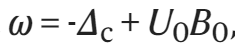 ω = -Δc + U0B0,